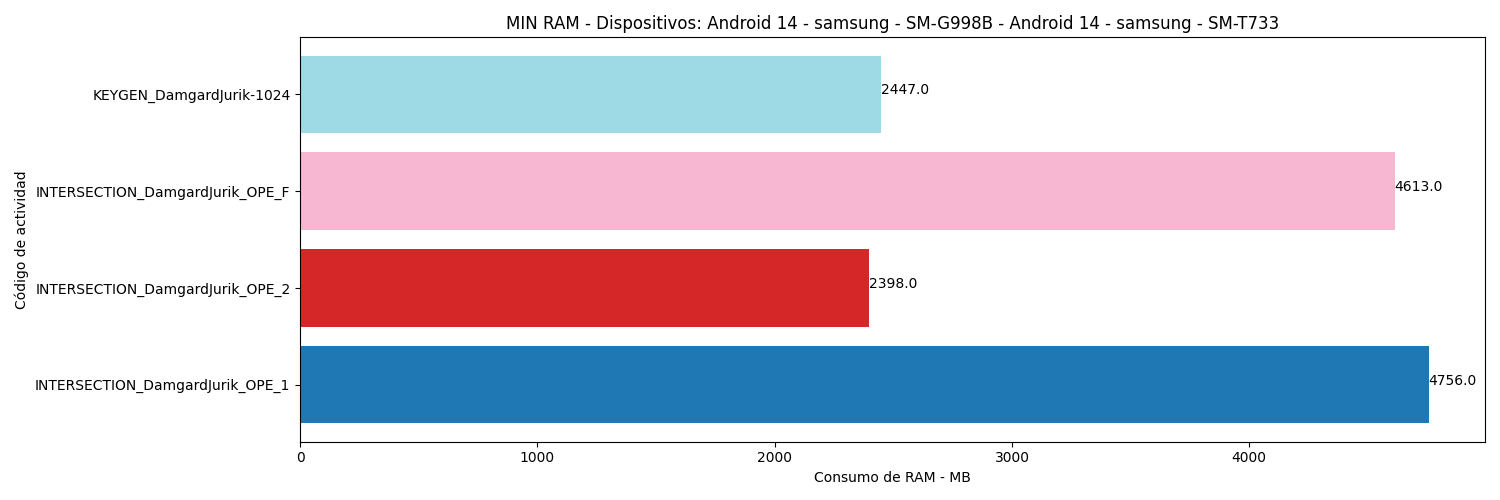 MIN RAM - Dispositivos: Android 14 - samsung - SM-G998B - Android 14 - samsung - SM-T733
Código de actividad
KEYGEN_DamgardJurik-1024
2447.0
INTERSECTION_DamgardJurik_OPE_F
4613.0
INTERSECTION_DamgardJurik_OPE_2
2398.0
INTERSECTION_DamgardJurik_OPE_1
4756.0
0 1000 2000 3000 4000
Consumo de RAM - MB